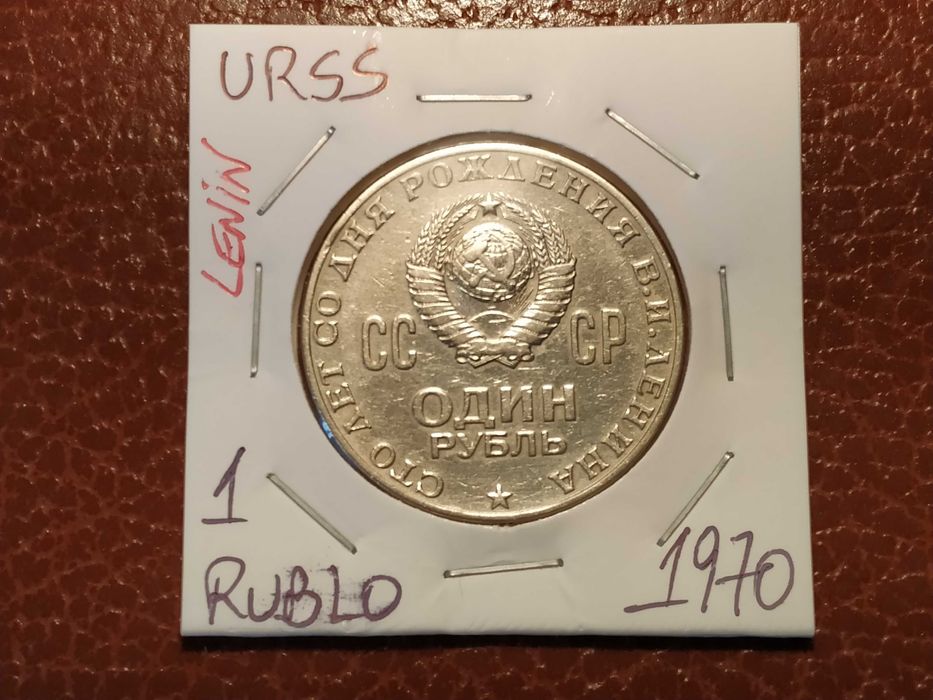 URSS
LENIN
СТО ЛЕТ СО ДНЯ РОЖДЕНИЯ В.И.ЛЕНИНА
СС СР
ОДИН
РУБЛЬ
1
RUBLO
1970